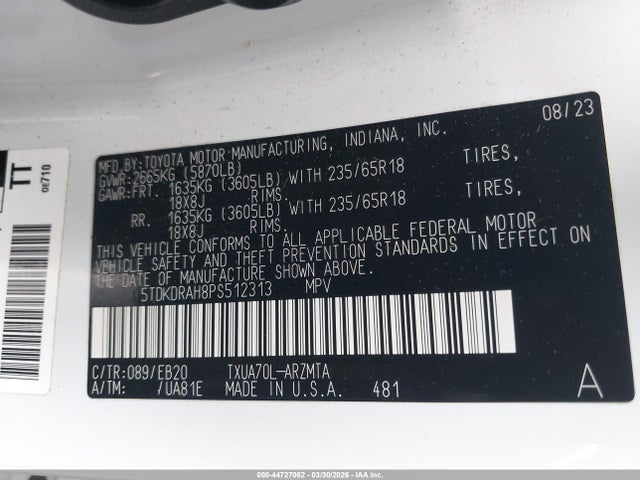 08/23
MFD. BY: TOYOTA MOTOR MANUFACTURING, INDIANA, INC.
GVWR: 2665KG (5870LB)
GAWR: FRT. 1635KG (3605LB) WITH 235/65R18 TIRES,
18X8J RIMS.
RR. 1635KG (3605LB) WITH 235/65R18 TIRES,
18X8J RIMS.
THIS VEHICLE CONFORMS TO ALL APPLICABLE FEDERAL MOTOR
VEHICLE SAFETY AND THEFT PREVENTION STANDARDS IN EFFECT ON
THE DATE OF MANUFACTURE SHOWN ABOVE.
5TDKDRAH8PS512313 MPV
C/TR: 089/EB20 TXUA70L-ARZMTA
A/TM: /UA81E MADE IN U.S.A. 481 A
TT
0E710
000-44727062 | 03/30/2026 - IAA Inc.